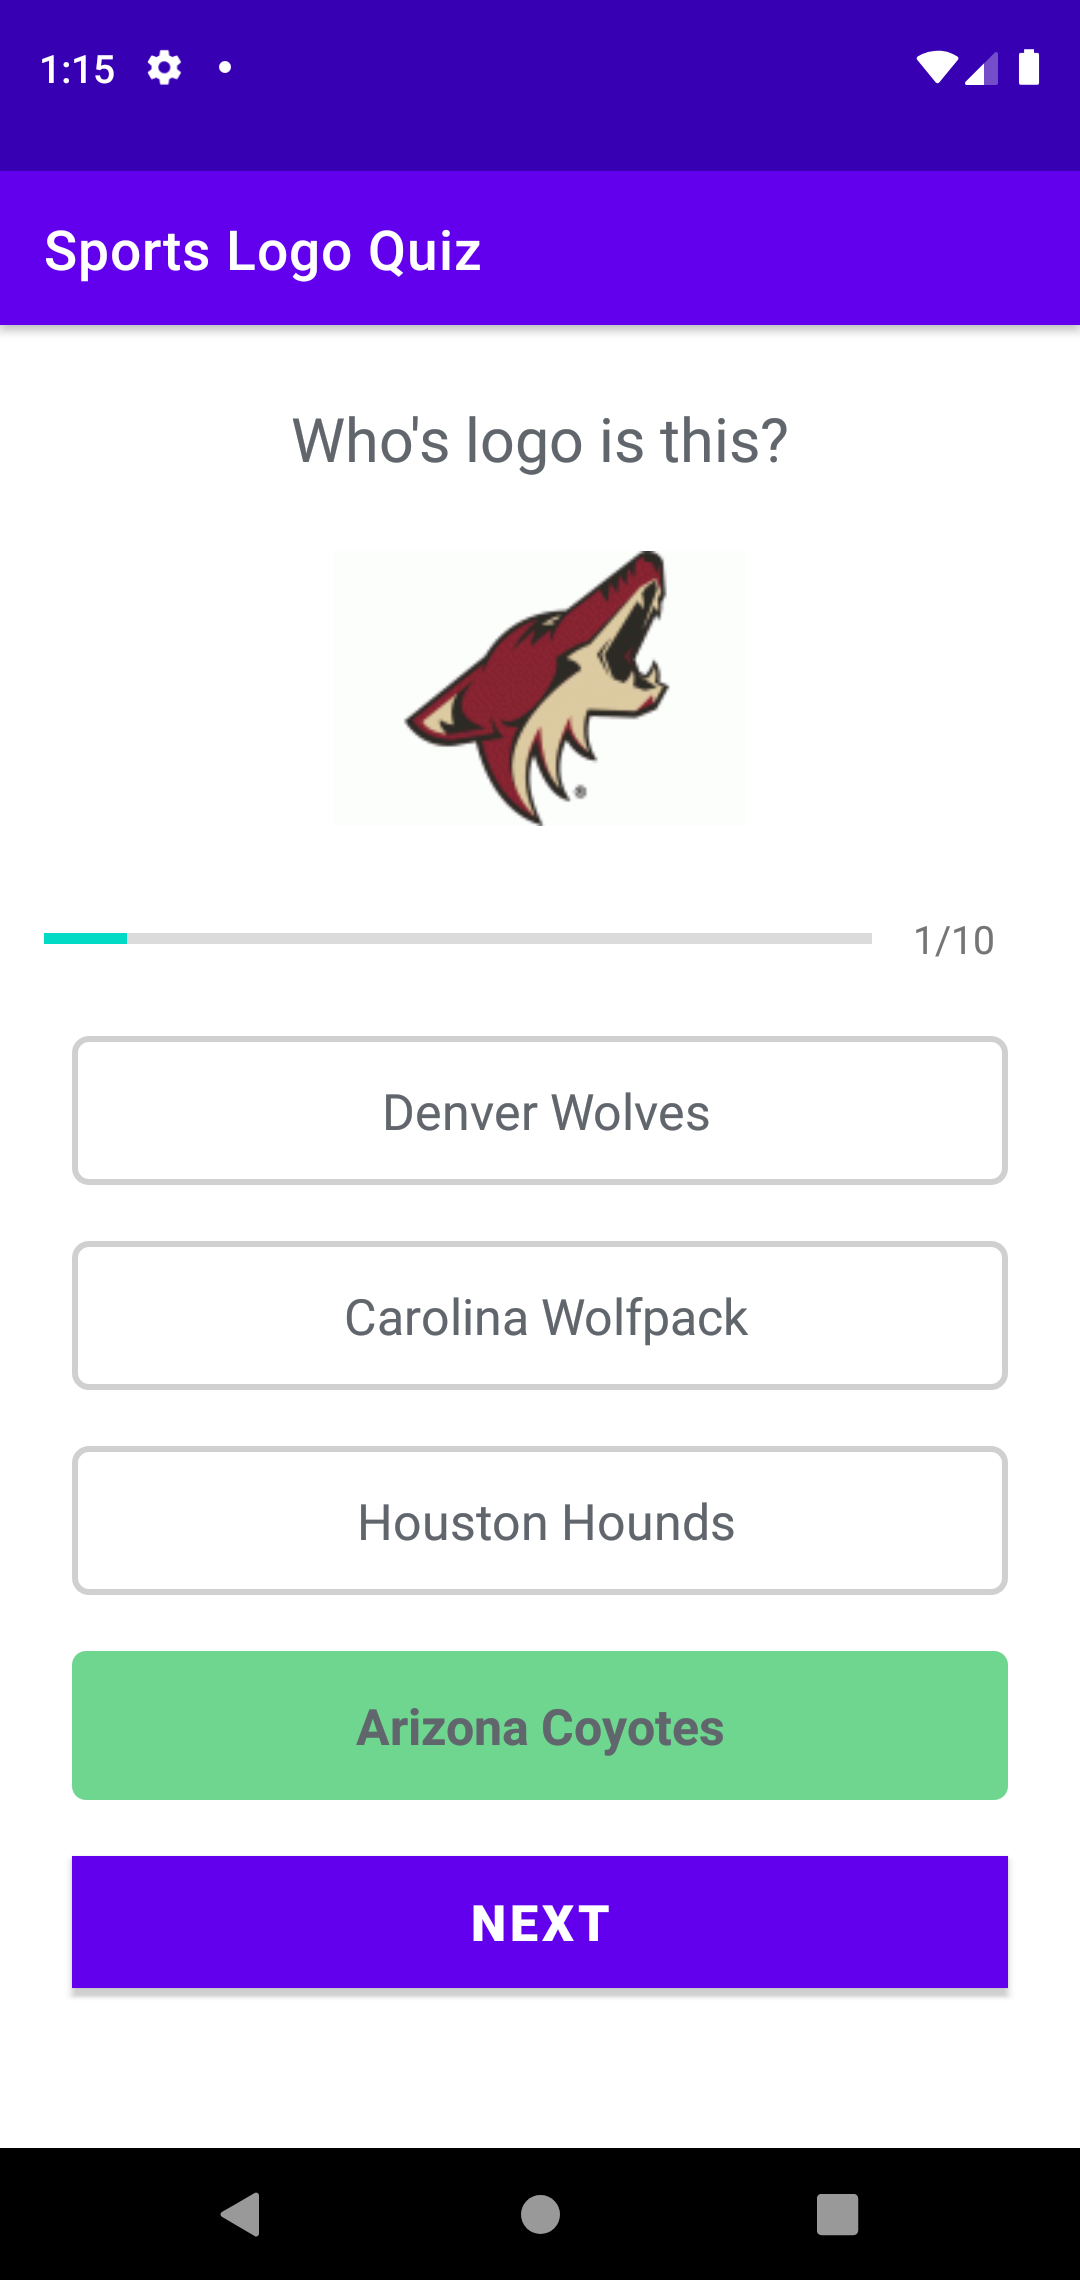 1:15
Sports Logo Quiz
Who's logo is this?
®
1/10
Denver Wolves
Carolina Wolfpack
Houston Hounds
Arizona Coyotes
NEXT